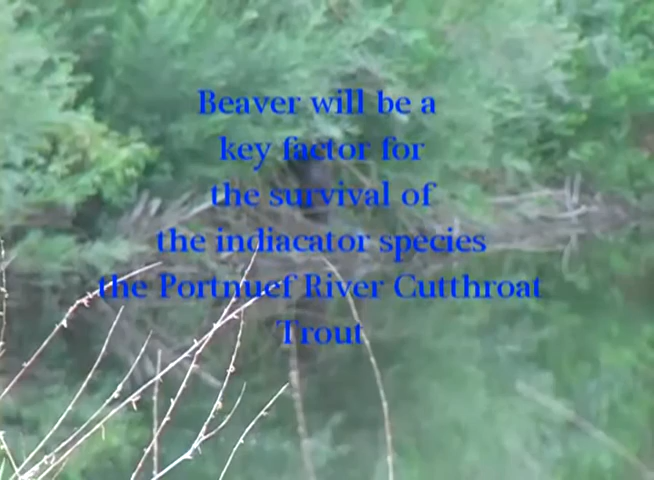 Beaver will be a
key factor for
the survival of
the indiacator species
the Portnuef River Cutthroat
Trout